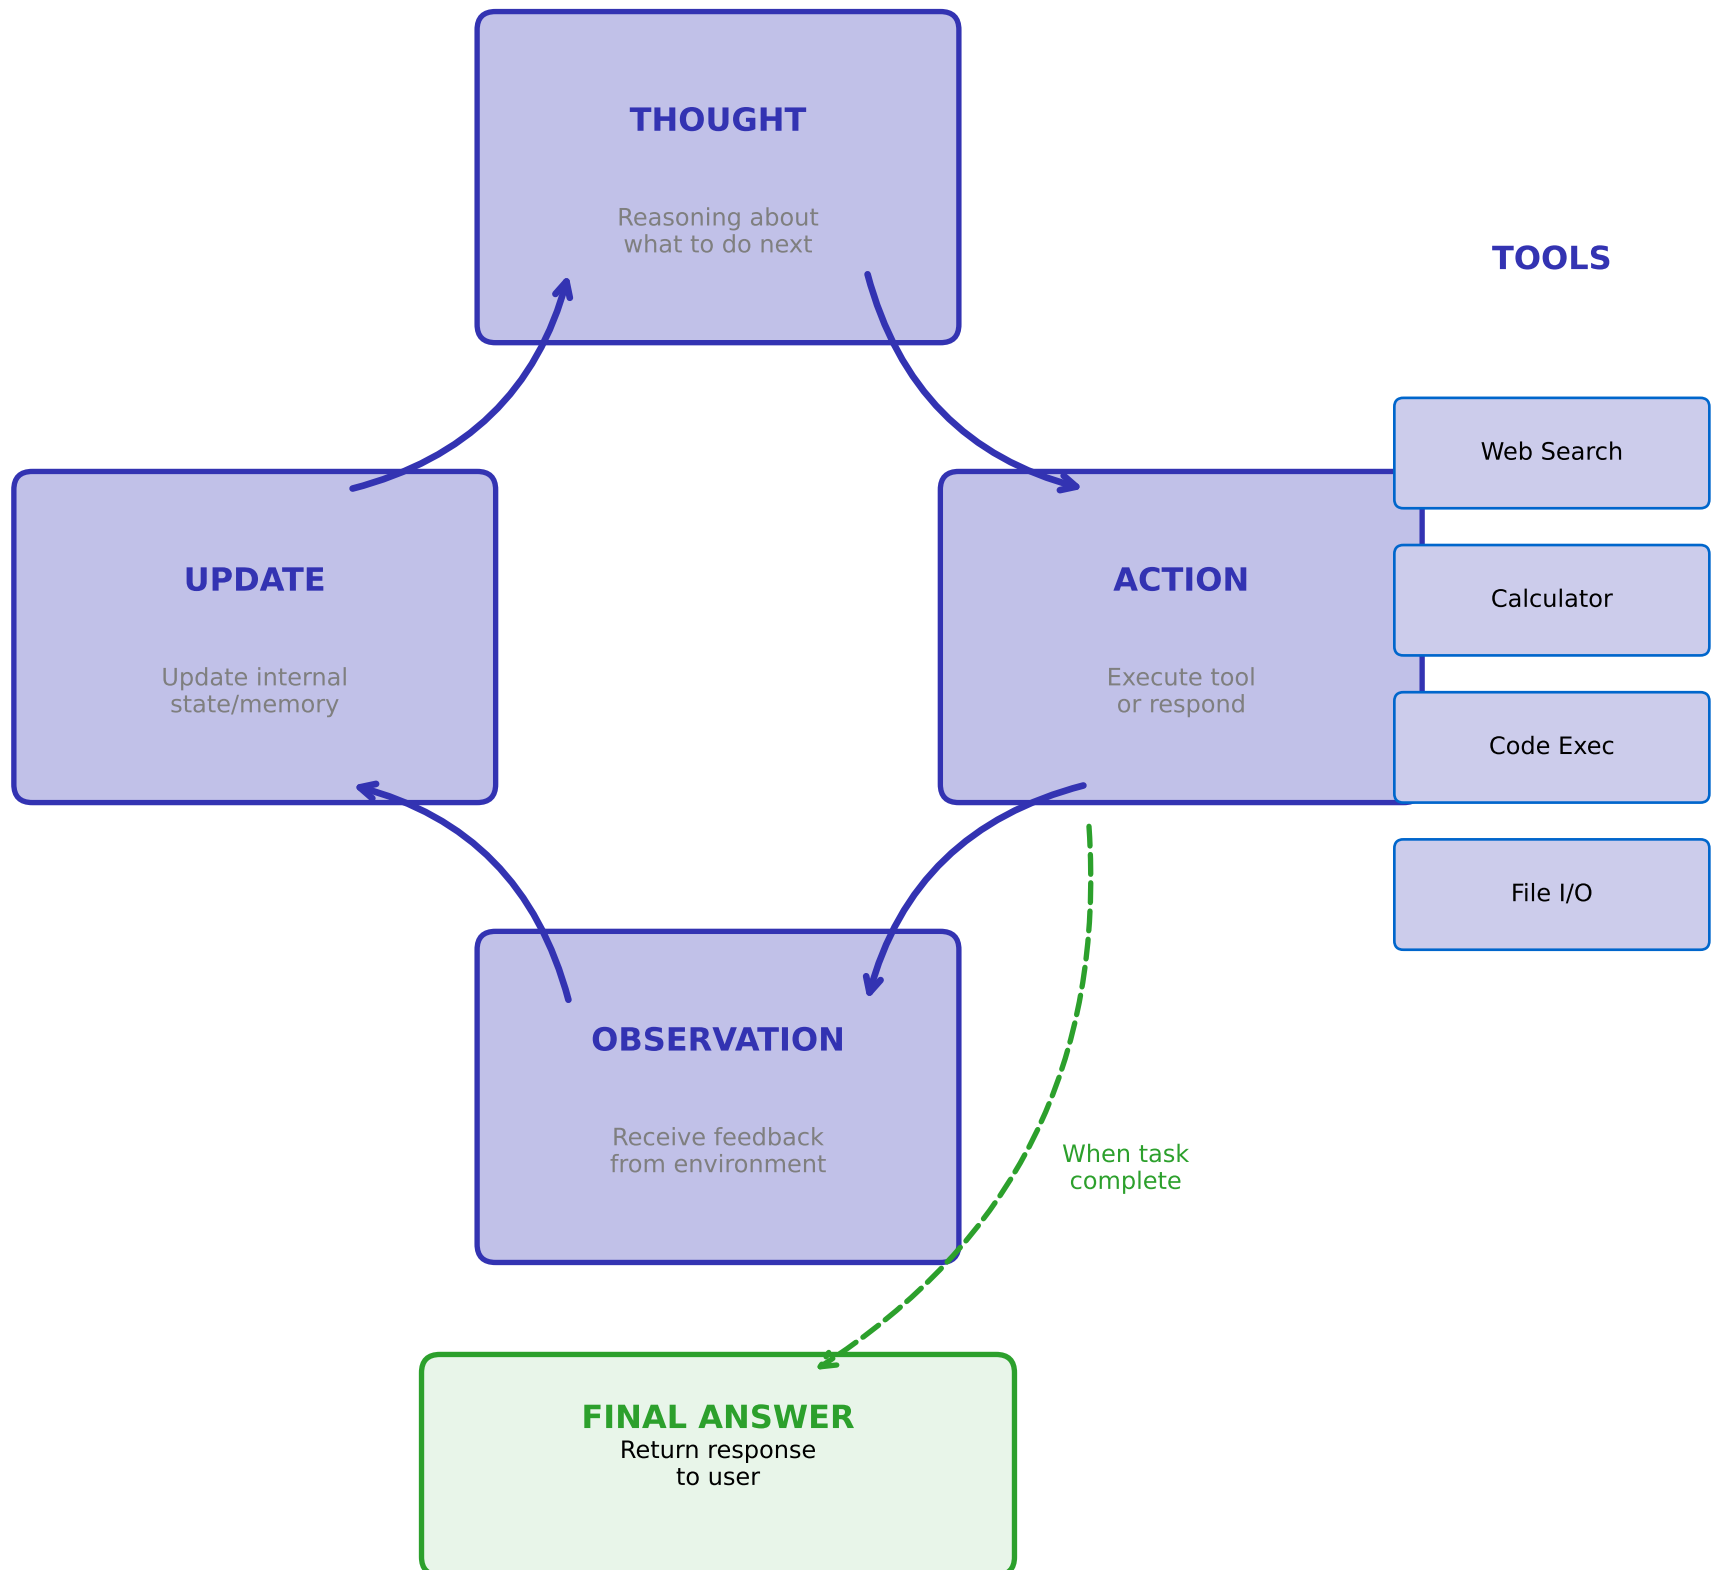 THOUGHT
Reasoning about
what to do next
TOOLS
Web Search
UPDATE
Update internal
state/memory
ACTION
Execute tool
or respond
Calculator
Code Exec
File I/O
OBSERVATION
Receive feedback
from environment
When task
complete
FINAL ANSWER
Return response
to user